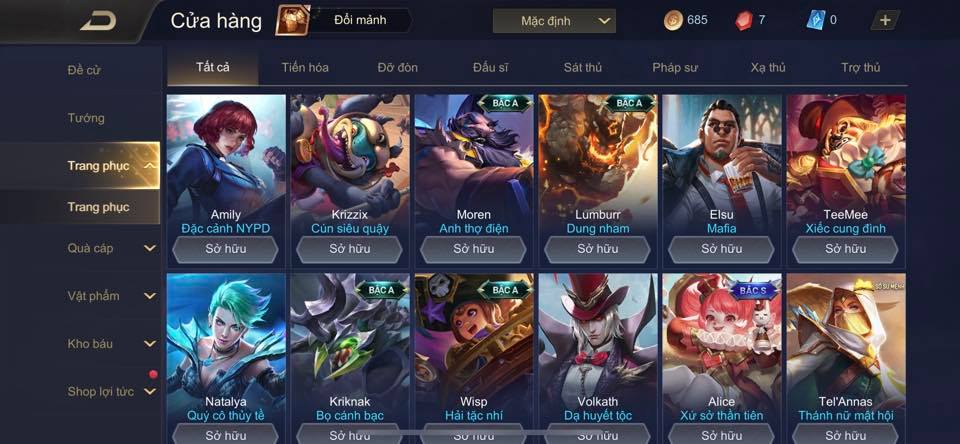 Cửa hàng
Đổi mảnh
Mặc định
685
7
0
Đề cử
Tướng
Trang phục
Trang phục
Quà cáp
Vật phẩm
Kho báu
Shop lợi tức
Tất cả
Tiến hóa
Đỡ đòn
Đấu sĩ
Sát thủ
Pháp sư
Xạ thủ
Trợ thủ
Amily
Đặc cảnh NYPD
Sở hữu
Krizzix
Cún siêu quậy
Sở hữu
BẬC A
Moren
Anh thợ điện
Sở hữu
BẬC A
Lumburr
Dung nham
Sở hữu
Elsu
Mafia
Sở hữu
TeeMee
Xiếc cung đình
Sở hữu
Natalya
Quý cô thủy tề
Sở hữu
BẬC A
Kriknak
Bọ cánh bạc
Sở hữu
BẬC A
Wisp
Hải tặc nhí
Sở hữu
Volkath
Dạ huyết tộc
Sở hữu
BẬC S
Alice
Xứ sở thần tiên
Sở hữu
SỔ SỨ MỆNH
Tel'Annas
Thánh nữ mật hội
Sở hữu